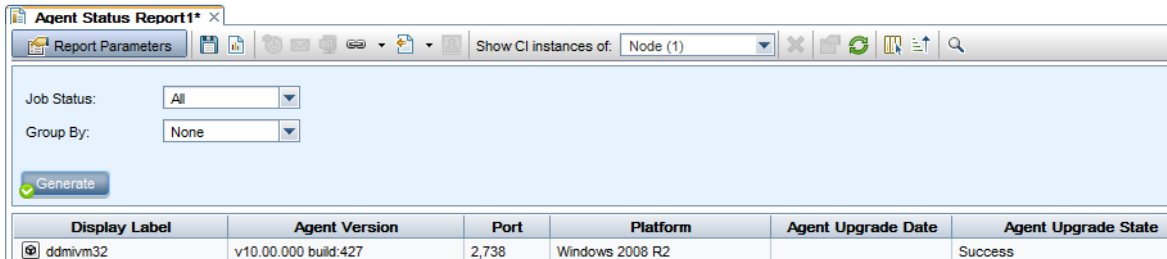 Agent Status Report1*
Report Parameters Show CI instances of: Node (1)
Job Status: All
Group By: None
Generate
Display Label Agent Version Port Platform Agent Upgrade Date Agent Upgrade State
ddmivm32 v10.00.000 build:427 2,738 Windows 2008 R2 Success